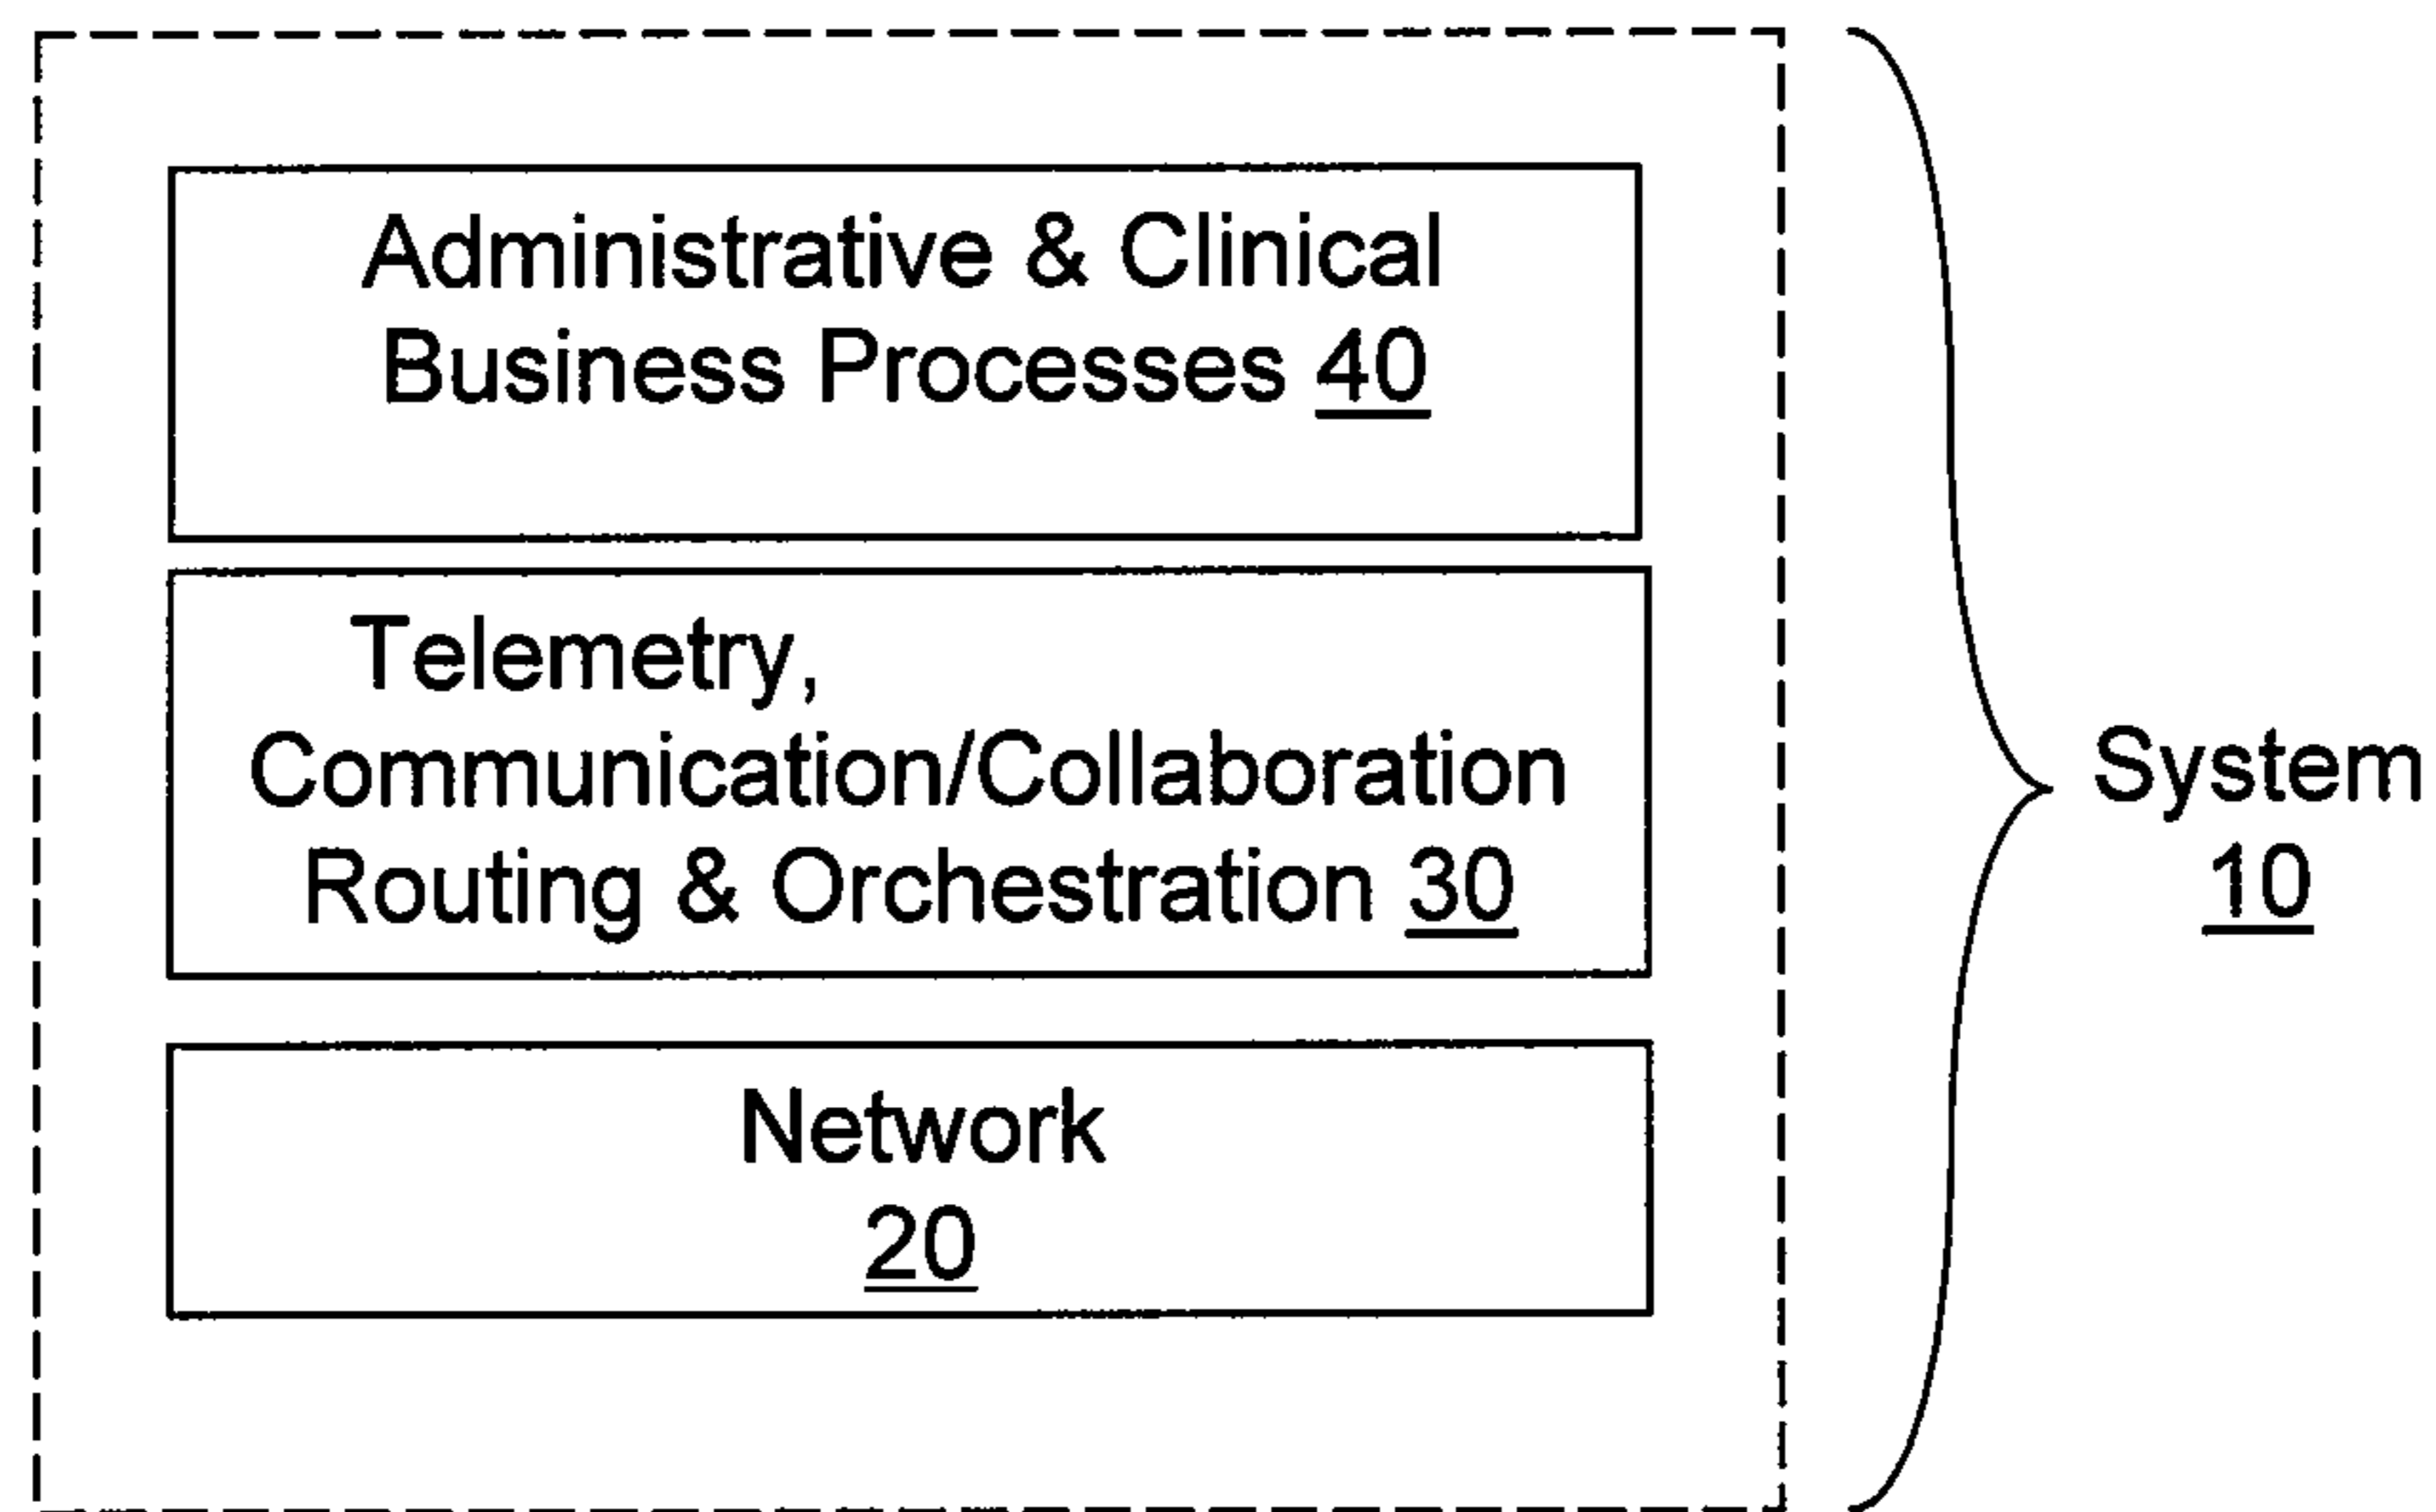 Administrative & Clinical
Business Processes 40
Telemetry,
Communication/Collaboration
Routing & Orchestration 30
Network
20
System
10